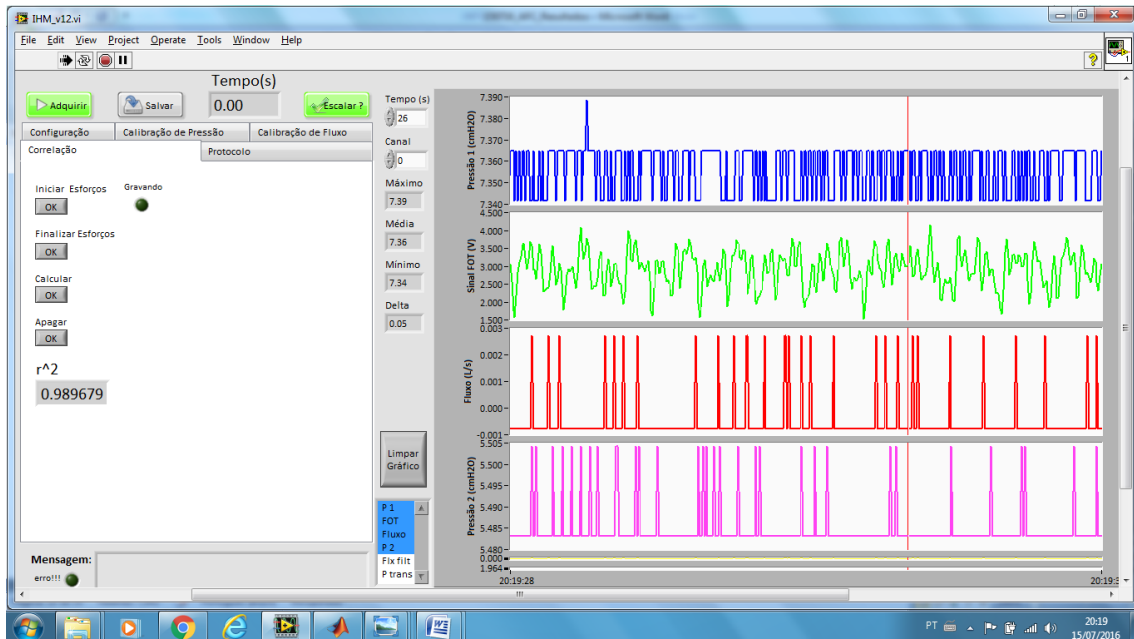 IHM_v12.vi
File Edit View Project Operate Tools Window Help
Tempo(s)
Adquirir
Salvar
0.00
Escalar ?
Configuração
Calibração de Pressão
Calibração de Fluxo
Correlação
Protocolo
Iniciar Esforços
Gravando
OK
Finalizar Esforços
OK
Calcular
OK
Apagar
OK
r^2
0.989679
Mensagem:
erro!!!
Tempo (s)
26
Canal
0
Máximo
7.39
Média
7.36
Mínimo
7.34
Delta
0.05
Limpar
Gráfico
P 1
FOT
Fluxo
P 2
Flx filt
P trans
Pressão 1 (cmH2O)
7.390
7.380
7.370
7.360
7.350
7.340
Sinal FOT (V)
4.500
4.000
3.500
3.000
2.500
2.000
1.500
Fluxo (L/s)
0.003
0.002
0.001
0.000
-0.001
Pressão 2 (cmH2O)
5.505
5.500
5.495
5.490
5.485
5.480
0.000
1.964
20:19:28
20:19:
PT
20:19
15/07/2016